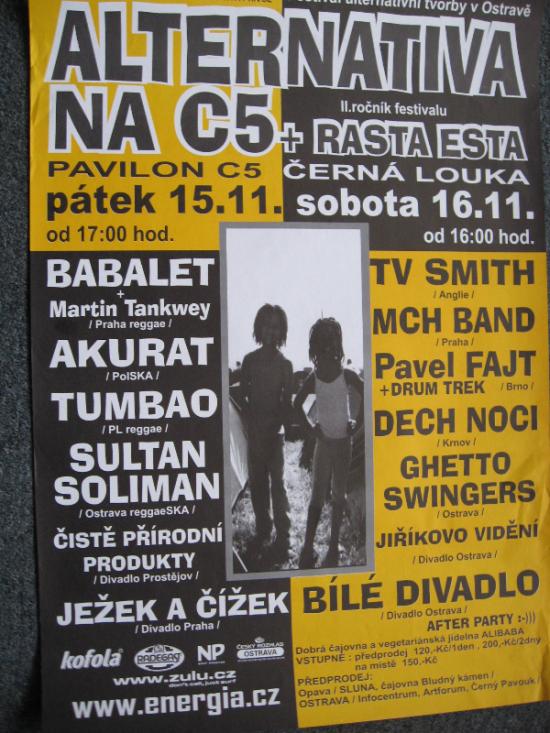 festival alternativní tvorby v Ostravě
ALTERNATIVA
NA C5
II.ročník festivalu
+ RASTA ESTA
PAVILON C5
ČERNÁ LOUKA
pátek 15.11.
sobota 16.11.
od 17:00 hod.
od 16:00 hod.
BABALET
+
Martin Tankwey
/ Praha reggae /
AKURAT
/ PolSKA /
TUMBAO
/ PL reggae /
SULTAN
SOLIMAN
/ Ostrava reggaeSKA /
ČISTĚ PŘÍRODNÍ
PRODUKTY
/ Divadlo Prostějov /
JEŽEK A ČÍŽEK
/ Divadlo Praha /
TV SMITH
/ Anglie /
MCH BAND
/ Praha /
Pavel FAJT
+DRUM TREK / Brno /
DECH NOCI
/ Krnov /
GHETTO
SWINGERS
/ Ostrava /
JIŘÍKOVO VIDĚNÍ
/ Divadlo Ostrava /
BÍLÉ DIVADLO
/ Divadlo Ostrava /
AFTER PARTY :-)))
Dobrá čajovna a vegetariánská jídelna ALIBABA
VSTUPNÉ : předprodej 120,-Kč/1den , 200,-Kč/2dny
na místě 150,-Kč
PŘEDPRODEJ:
Opava / SLUNA, čajovna Bludný kámen /
OSTRAVA / Infocentrum, Artforum, Černý Pavouk /
kofola
RADEGAST
NP
ČESKÝ ROZHLAS
OSTRAVA
www.zulu.cz
don't call, just surf
www.energia.cz